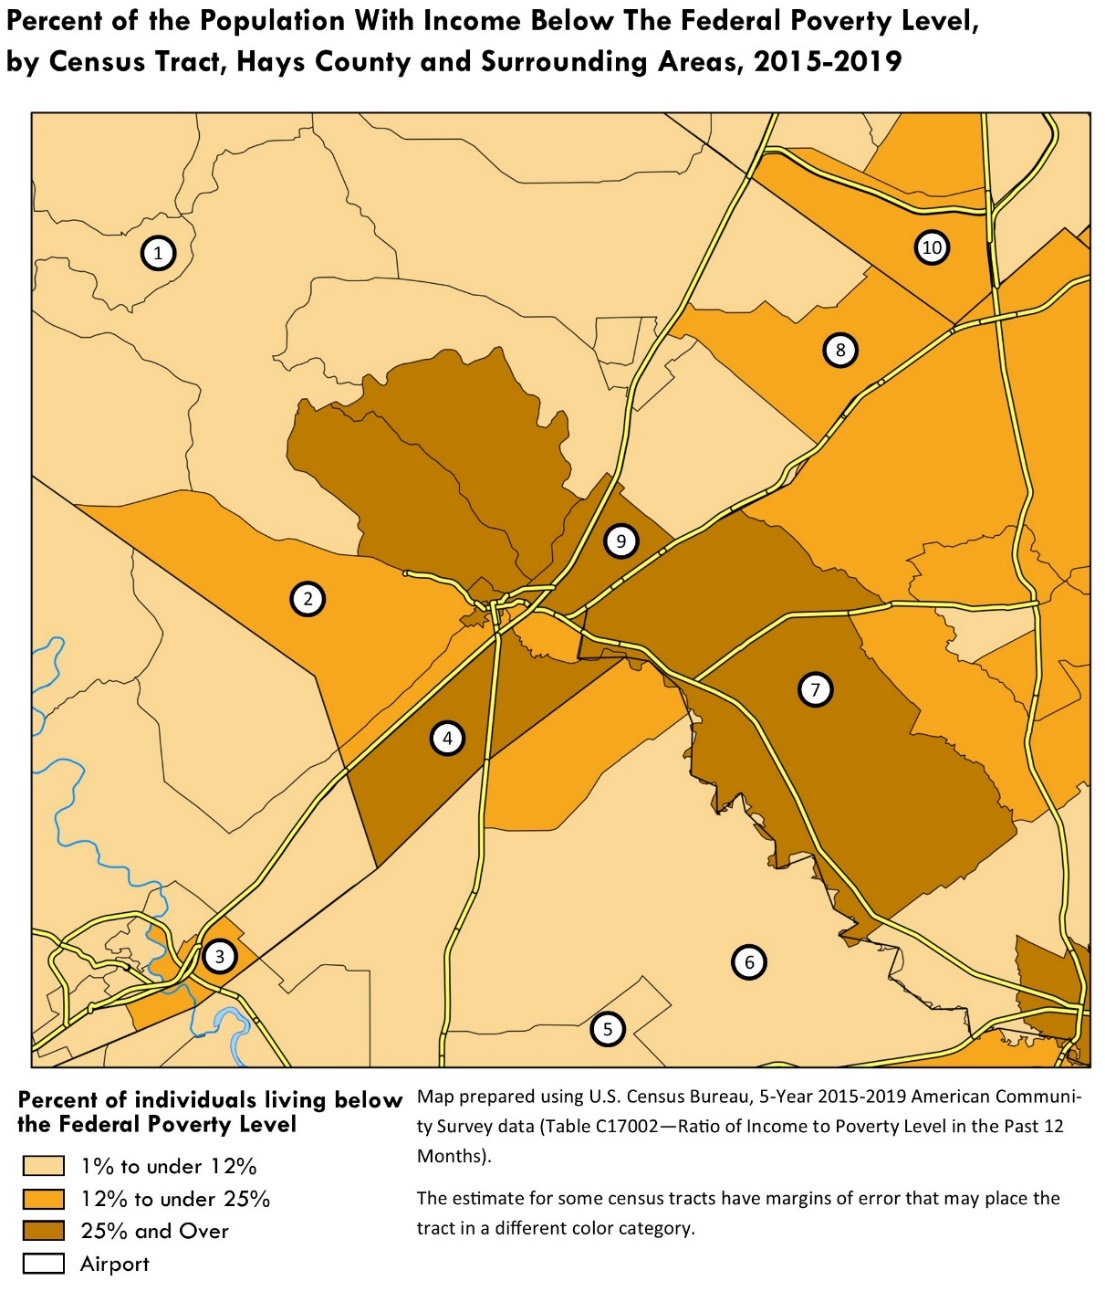 Percent of the Population With Income Below The Federal Poverty Level,
by Census Tract, Hays County and Surrounding Areas, 2015-2019
1
10
8
9
2
7
4
3
6
5
Percent of individuals living below
the Federal Poverty Level
1% to under 12%
12% to under 25%
25% and Over
Airport
Map prepared using U.S. Census Bureau, 5-Year 2015-2019 American Communi-
ty Survey data (Table C17002—Ratio of Income to Poverty Level in the Past 12
Months).
The estimate for some census tracts have margins of error that may place the
tract in a different color category.